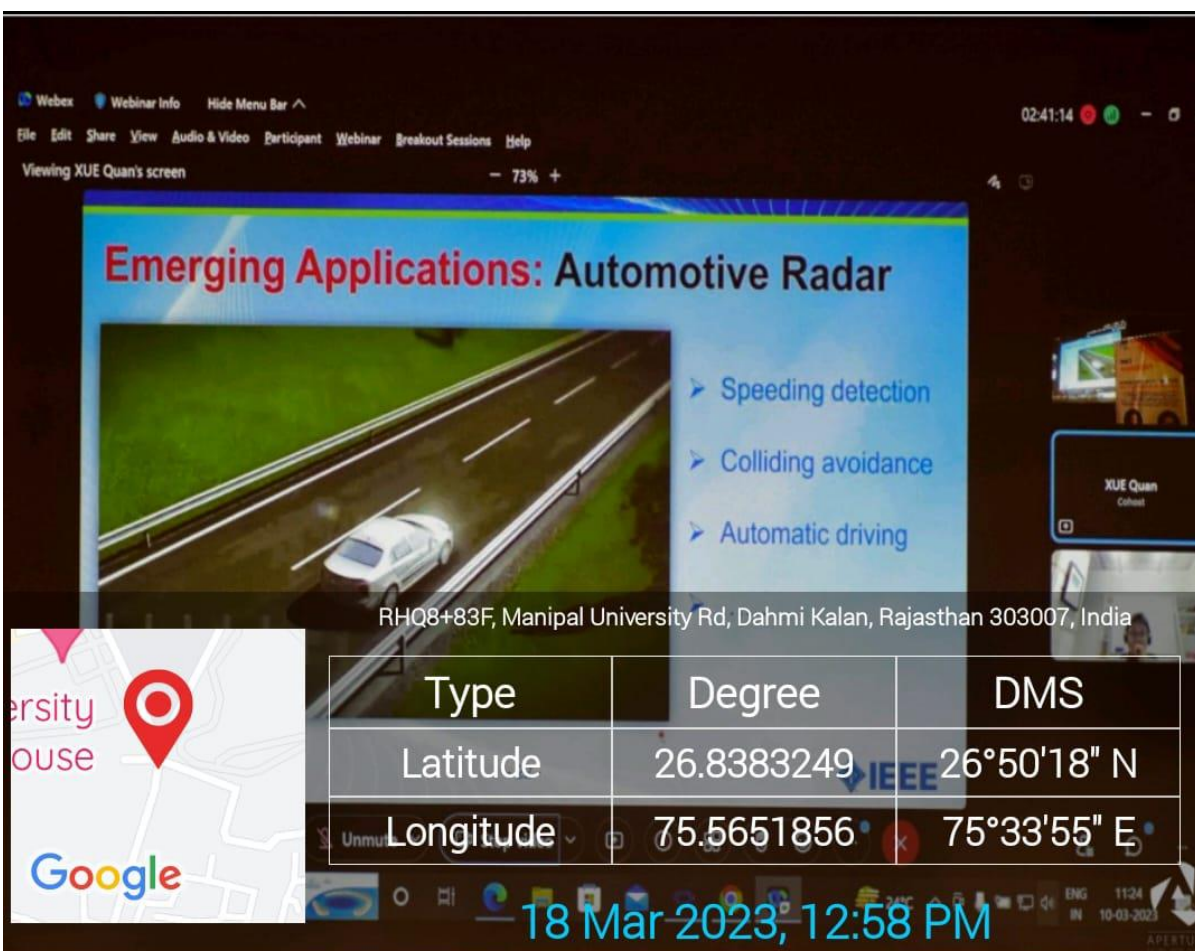 Webex Webinar Info Hide Menu Bar
02:41:14
File Edit Share View Audio & Video Participant Webinar Breakout Sessions Help
Viewing XUE Quan's screen
− 73% +
Emerging Applications: Automotive Radar
➢ Speeding detection
➢ Colliding avoidance
➢ Automatic driving
XUE Quan
Cohost
RHQ8+83F, Manipal University Rd, Dahmi Kalan, Rajasthan 303007, India
ersity
ouse
Google
Type Degree DMS
Latitude 26.8383249 26°50'18" N
IEEE
Longitude 75.5651856 75°33'55" E
Unmute
24°C
ENG 11:24
IN 10-03-2023
18 Mar 2023, 12:58 PM